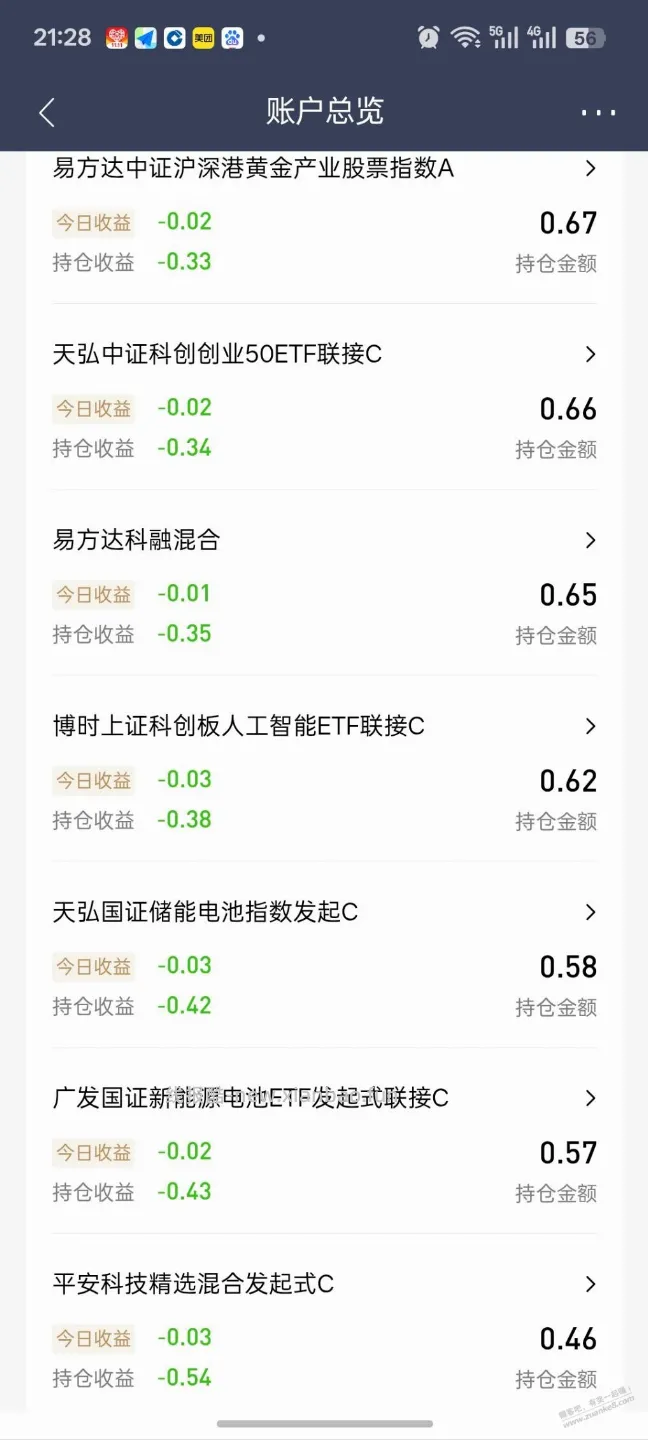 21:28
美团
5G
4G
56
账户总览
易方达中证沪深港黄金产业股票指数A
今日收益 -0.02
0.67
持仓收益 -0.33
持仓金额
天弘中证科创创业50ETF联接C
今日收益 -0.02
0.66
持仓收益 -0.34
持仓金额
易方达科融混合
今日收益 -0.01
0.65
持仓收益 -0.35
持仓金额
博时上证科创板人工智能ETF联接C
今日收益 -0.03
0.62
持仓收益 -0.38
持仓金额
天弘国证储能电池指数发起C
今日收益 -0.03
0.58
持仓收益 -0.42
持仓金额
广发国证新能源电池ETF发起式联接C
今日收益 -0.02
0.57
持仓收益 -0.43
持仓金额
平安科技精选混合发起式C
今日收益 -0.03
0.46
持仓收益 -0.54
持仓金额
www.zuanke8.com